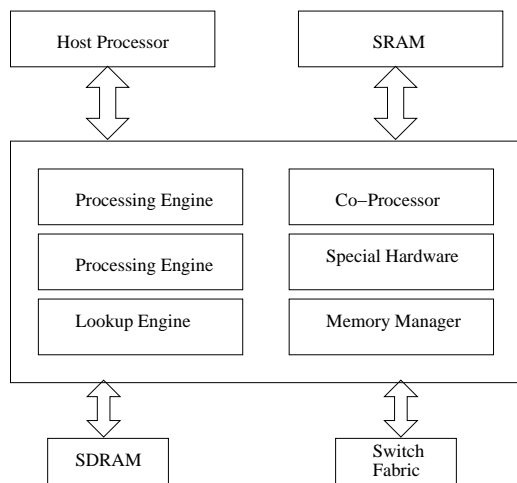 Host Processor
SRAM
Processing Engine
Co−Processor
Processing Engine
Special Hardware
Lookup Engine
Memory Manager
SDRAM
Switch
Fabric